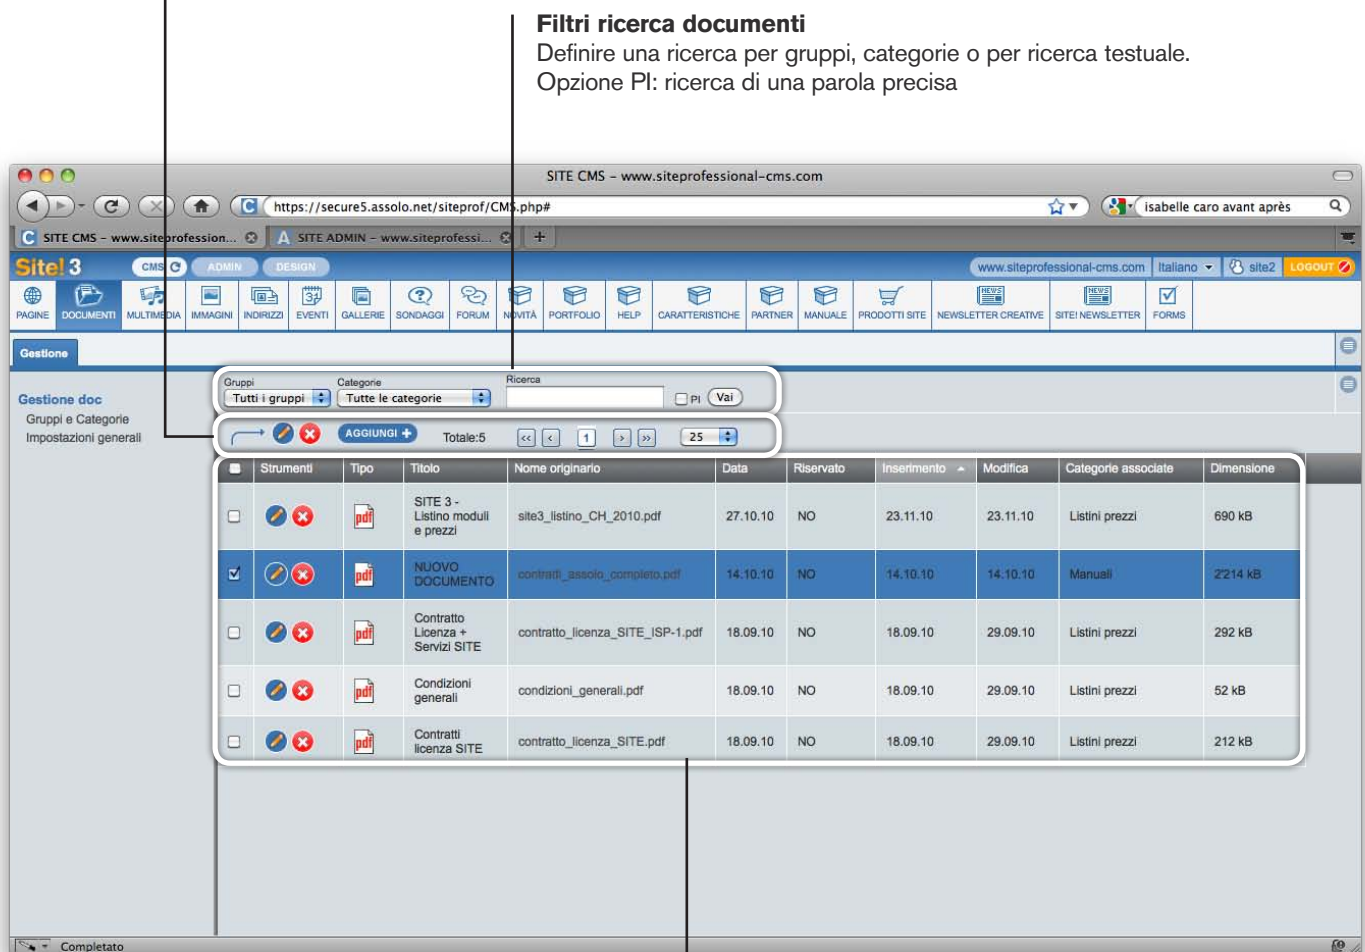 Filtri ricerca documenti
Definire una ricerca per gruppi, categorie o per ricerca testuale.
Opzione PI: ricerca di una parola precisa
SITE CMS – www.siteprofessional-cms.com
https://secure5.assolo.net/siteprof/CMS.php#
isabelle caro avant après
SITE CMS – www.siteprofession...
SITE ADMIN – www.siteprofessi...
Site! 3
CMS
ADMIN
DESIGN
www.siteprofessional-cms.com
Italiano
site2
LOGOUT
PAGINE
DOCUMENTI
MULTIMEDIA
IMMAGINI
INDIRIZZI
EVENTI
GALLERIE
SONDAGGI
FORUM
NOVITÀ
PORTFOLIO
HELP
CARATTERISTICHE
PARTNER
MANUALE
PRODOTTI SITE
NEWSLETTER CREATIVE
SITE! NEWSLETTER
FORMS
Gestione
Gestione doc
Gruppi e Categorie
Impostazioni generali
Gruppi
Categorie
Ricerca
Tutti i gruppi
Tutte le categorie
PI
Vai
AGGIUNGI +
Totale:5
<< < 1 > >>
25
Strumenti Tipo Titolo Nome originario Data Riservato Inserimento Modifica Categorie associate Dimensione
pdf
SITE 3 -
Listino moduli
e prezzi
site3_listino_CH_2010.pdf 27.10.10 NO 23.11.10 23.11.10 Listini prezzi 690 kB
pdf
NUOVO
DOCUMENTO
contratti_assolo_completo.pdf 14.10.10 NO 14.10.10 14.10.10 Manuali 2'214 kB
pdf
Contratto
Licenza +
Servizi SITE
contratto_licenza_SITE_ISP-1.pdf 18.09.10 NO 18.09.10 29.09.10 Listini prezzi 292 kB
pdf
Condizioni
generali
condizioni_generali.pdf 18.09.10 NO 18.09.10 29.09.10 Listini prezzi 52 kB
pdf
Contratti
licenza SITE
contratto_licenza_SITE.pdf 18.09.10 NO 18.09.10 29.09.10 Listini prezzi 212 kB
Completato